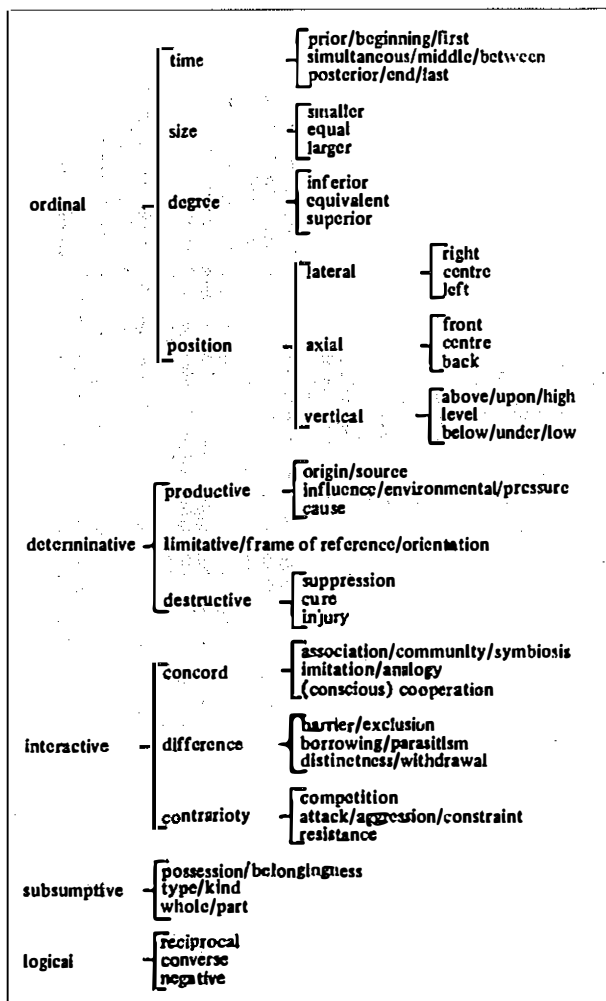 prior/beginning/first
time simultaneous/middle/between
posterior/end/last
smaller
size equal
larger
inferior
ordinal degree equivalent
superior
right
lateral centre
left
front
position axial centre
back
above/upon/high
vertical level
below/under/low
origin/source
productive influence/environmental/pressure
cause
determinative limitative/frame of reference/orientation
suppression
destructive cure
injury
association/community/symbiosis
concord imitation/analogy
(conscious) cooperation
barrier/exclusion
interactive difference borrowing/parasitism
distinctness/withdrawal
competition
contrarioty attack/aggression/constraint
resistance
possession/belongingness
subsumptive type/kind
whole/part
reciprocal
logical converse
negative